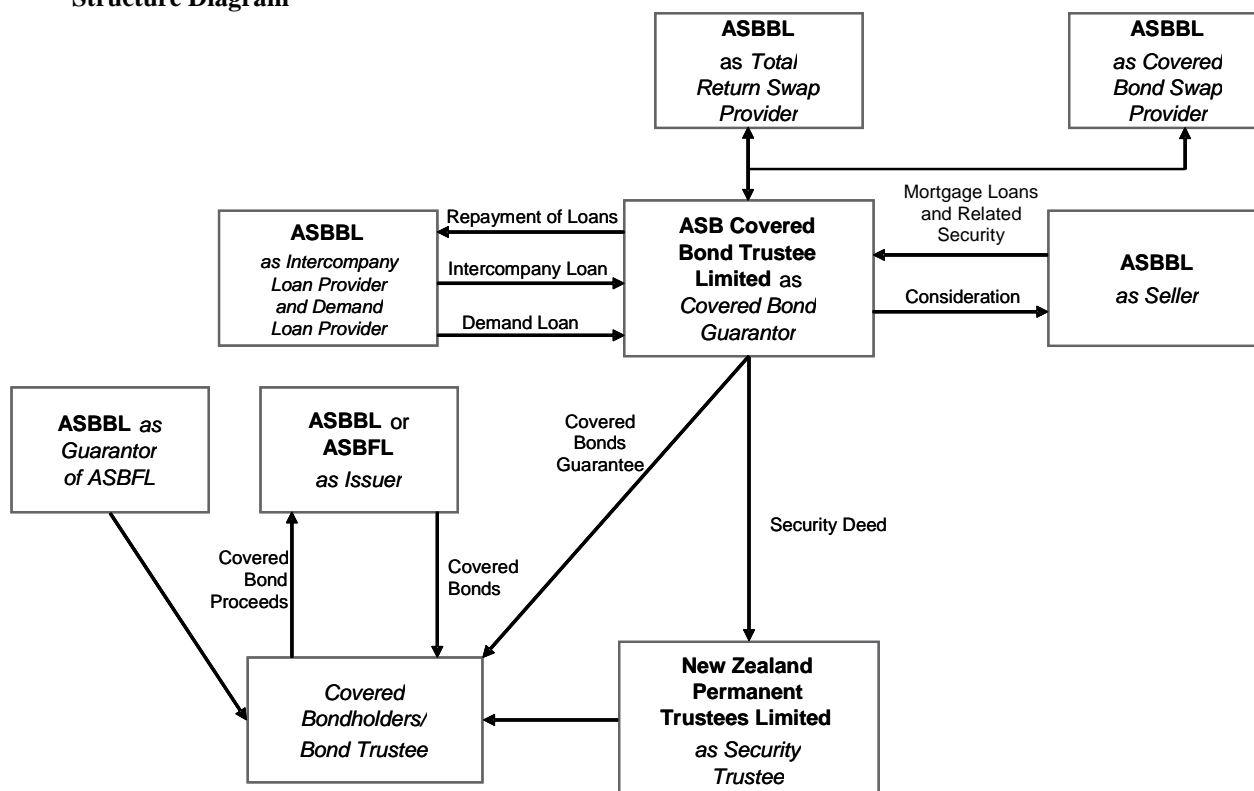 Structure Diagram
ASBBL
as Total
Return Swap
Provider
ASBBL
as Covered
Bond Swap
Provider
ASBBL
as Intercompany
Loan Provider
and Demand
Loan Provider
Repayment of Loans
Intercompany Loan
Demand Loan
ASB Covered
Bond Trustee
Limited as
Covered Bond
Guarantor
Mortgage Loans
and Related
Security
Consideration
ASBBL
as Seller
ASBBL as
Guarantor
of ASBFL
ASBBL or
ASBFL
as Issuer
Covered
Bonds
Guarantee
Security Deed
Covered
Bond
Proceeds
Covered
Bonds
Covered
Bondholders/
Bond Trustee
New Zealand
Permanent
Trustees Limited
as Security
Trustee